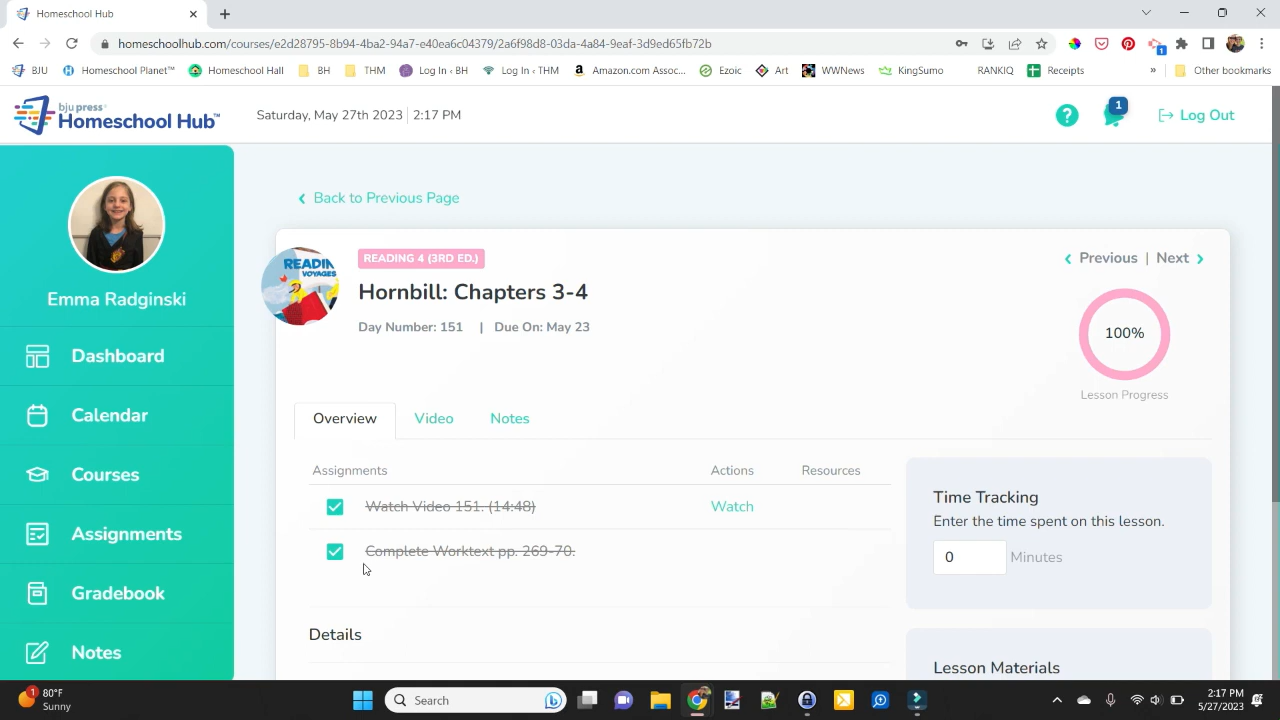 Homeschool Hub
homeschoolhub.com/courses/e2d28795-8b94-4ba2-94a7-e40ea6c04379/2a6f98d8-03da-4a84-9eaf-3d9ed65fb72b
1
BJU
Homeschool Planet™
Homeschool Hall
BH
THM
Log In ‹ BH
Log In ‹ THM
Amazon.com Assoc...
Ezoic
Art
WWNews
KingSumo
RANKIQ
Receipts
»
Other bookmarks
bju press
Homeschool Hub™
Saturday, May 27th 2023 | 2:17 PM
?
1
Log Out
Emma Radginski
Dashboard
Calendar
Courses
Assignments
Gradebook
Notes
Back to Previous Page
READIN
VOYAGES
READING 4 (3RD ED.)
Hornbill: Chapters 3-4
Day Number: 151 | Due On: May 23
Previous | Next
100%
Lesson Progress
Overview
Video
Notes
Assignments Actions Resources
Watch Video 151. (14:48) Watch
Complete Worktext pp. 269-70.
Details
Time Tracking
Enter the time spent on this lesson.
0 Minutes
Lesson Materials
1
80°F
Sunny
Search
2:17 PM
5/27/2023